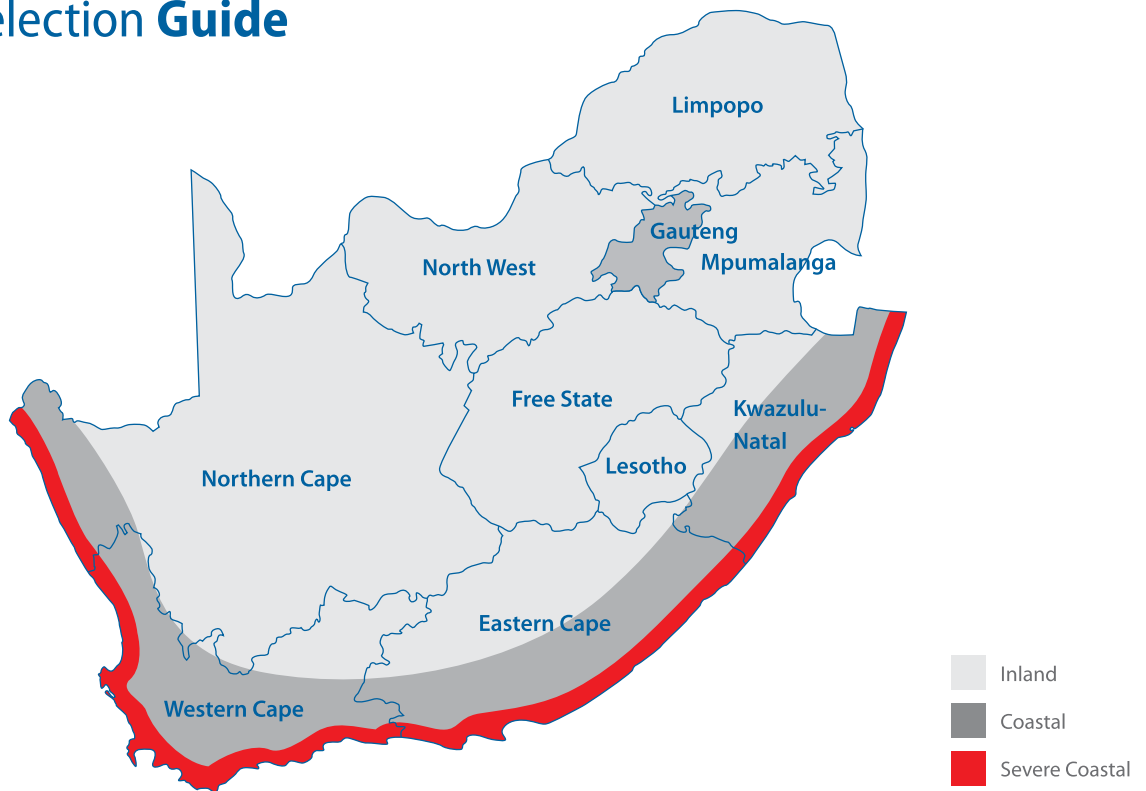 election Guide
Limpopo
Gauteng
Mpumalanga
North West
Free State
Kwazulu-
Natal
Lesotho
Northern Cape
Eastern Cape
Western Cape
Inland
Coastal
Severe Coastal